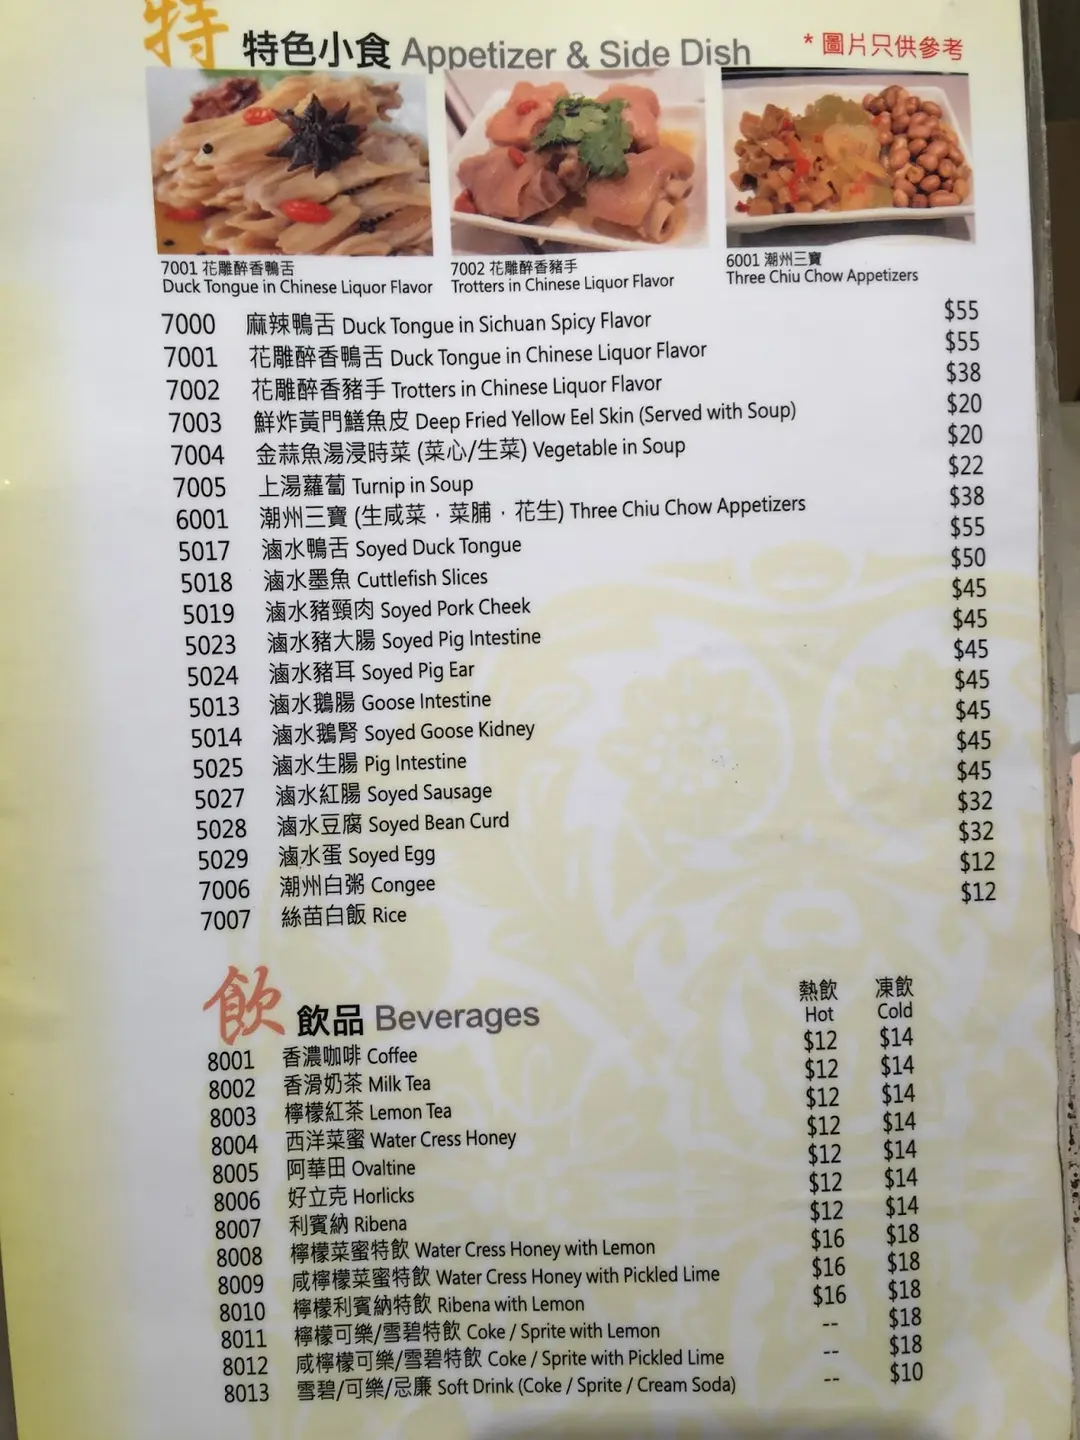 特
特色小食 Appetizer & Side Dish
* 圖片只供參考
7001 花雕醉香鴨舌
Duck Tongue in Chinese Liquor Flavor
7002 花雕醉香豬手
Trotters in Chinese Liquor Flavor
6001 潮州三寶
Three Chiu Chow Appetizers
7000 麻辣鴨舌 Duck Tongue in Sichuan Spicy Flavor $55
7001 花雕醉香鴨舌 Duck Tongue in Chinese Liquor Flavor $55
7002 花雕醉香豬手 Trotters in Chinese Liquor Flavor $38
7003 鮮炸黃門鱔魚皮 Deep Fried Yellow Eel Skin (Served with Soup) $20
7004 金蒜魚湯浸時菜 (菜心/生菜) Vegetable in Soup $20
7005 上湯蘿蔔 Turnip in Soup $22
6001 潮州三寶 (生咸菜﹒菜脯﹒花生) Three Chiu Chow Appetizers $38
5017 滷水鴨舌 Soyed Duck Tongue $55
5018 滷水墨魚 Cuttlefish Slices $50
5019 滷水豬頸肉 Soyed Pork Cheek $45
5023 滷水豬大腸 Soyed Pig Intestine $45
5024 滷水豬耳 Soyed Pig Ear $45
5013 滷水鵝腸 Goose Intestine $45
5014 滷水鵝腎 Soyed Goose Kidney $45
5025 滷水生腸 Pig Intestine $45
5027 滷水紅腸 Soyed Sausage $45
5028 滷水豆腐 Soyed Bean Curd $32
5029 滷水蛋 Soyed Egg $32
7006 潮州白粥 Congee $12
7007 絲苗白飯 Rice $12
飲
飲品 Beverages
熱飲 凍飲
Hot Cold
8001 香濃咖啡 Coffee $12 $14
8002 香滑奶茶 Milk Tea $12 $14
8003 檸檬紅茶 Lemon Tea $12 $14
8004 西洋菜蜜 Water Cress Honey $12 $14
8005 阿華田 Ovaltine $12 $14
8006 好立克 Horlicks $12 $14
8007 利賓納 Ribena $12 $14
8008 檸檬菜蜜特飲 Water Cress Honey with Lemon $16 $18
8009 咸檸檬菜蜜特飲 Water Cress Honey with Pickled Lime $16 $18
8010 檸檬利賓納特飲 Ribena with Lemon $16 $18
8011 檸檬可樂/雪碧特飲 Coke / Sprite with Lemon -- $18
8012 咸檸檬可樂/雪碧特飲 Coke / Sprite with Pickled Lime -- $18
8013 雪碧/可樂/忌廉 Soft Drink (Coke / Sprite / Cream Soda) -- $10